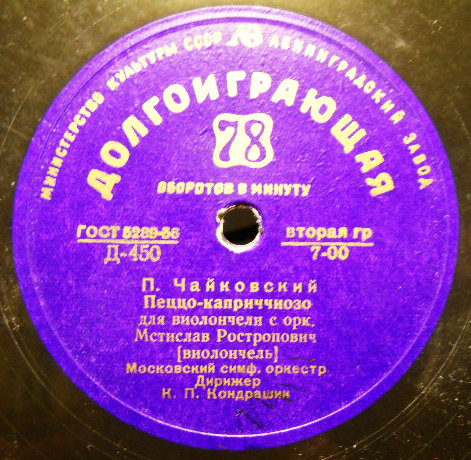 МИНИСТЕРСТВО КУЛЬТУРЫ СССР ЛЕНИНГРАДСКИЙ ЗАВОД
ДОЛГОИГРАЮЩАЯ
78
ОБОРОТОВ В МИНУТУ
ГОСТ 5289-56 вторая гр
Д-450 7-00
П. Чайковский
Пеццо-каприччиозо
для виолончели с орк.
Мстислав Ростропович
[виолончель]
Московский симф. оркестр
Дирижер
К. П. Кондрашин